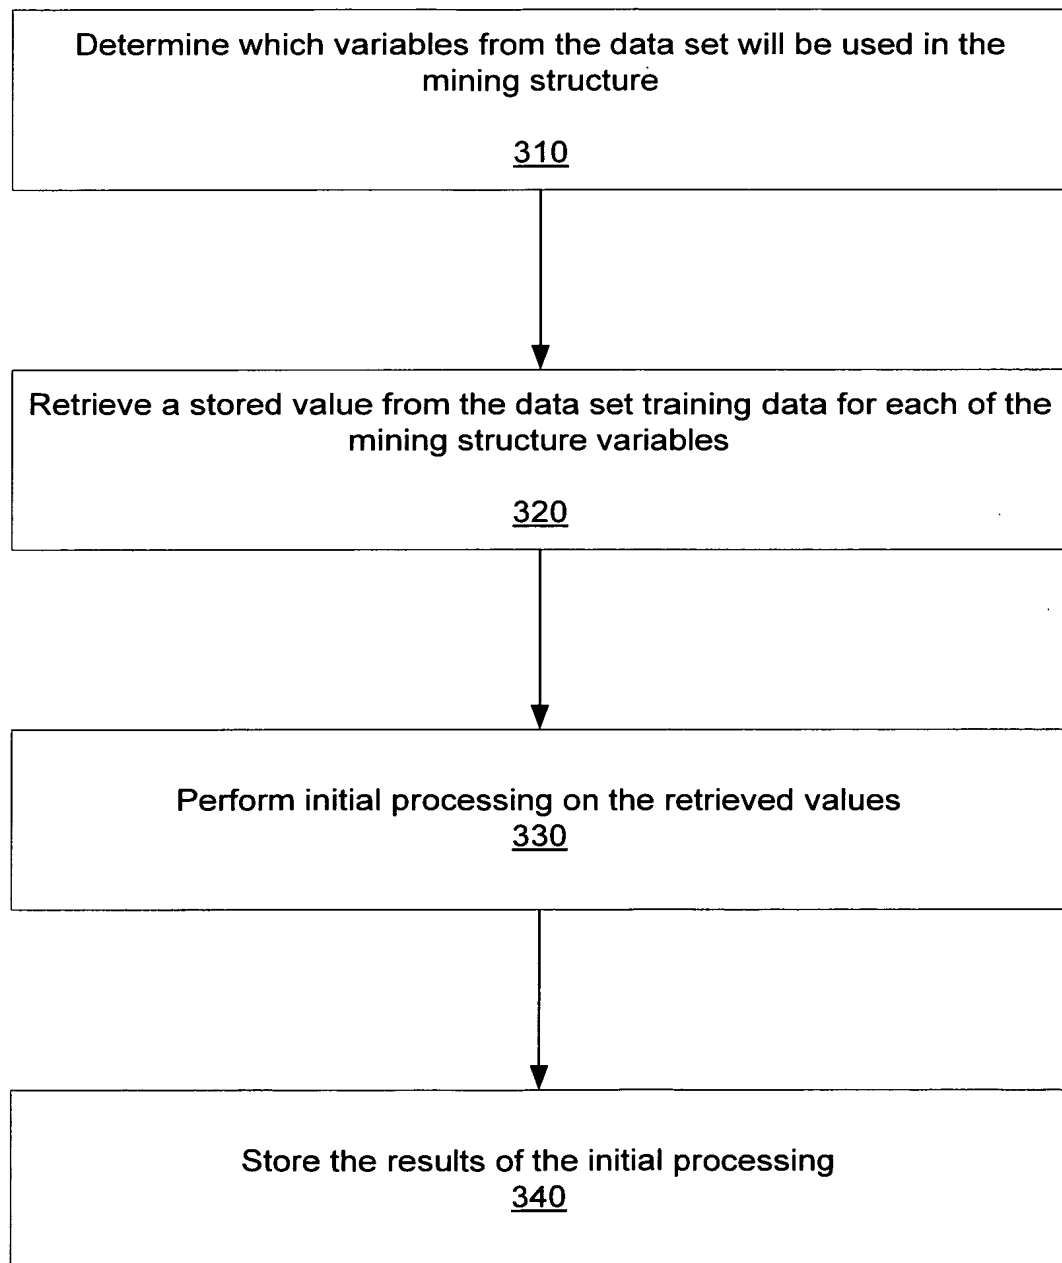 Determine which variables from the data set will be used in the
mining structure
310
Retrieve a stored value from the data set training data for each of the
mining structure variables
320
Perform initial processing on the retrieved values
330
Store the results of the initial processing
340